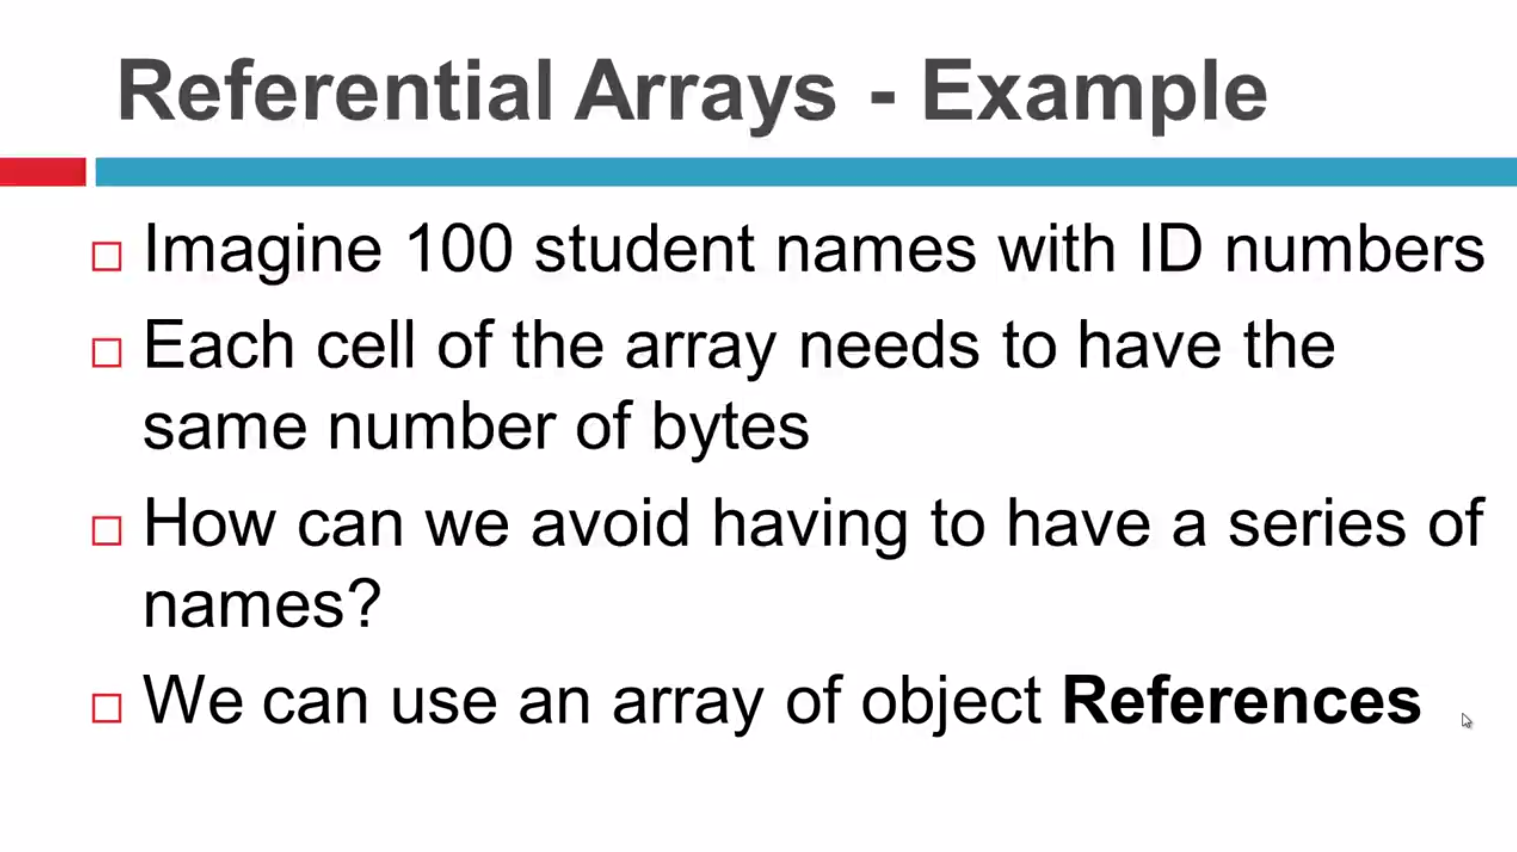 Referential Arrays - Example
Imagine 100 student names with ID numbers
Each cell of the array needs to have the
same number of bytes
How can we avoid having to have a series of
names?
We can use an array of object References